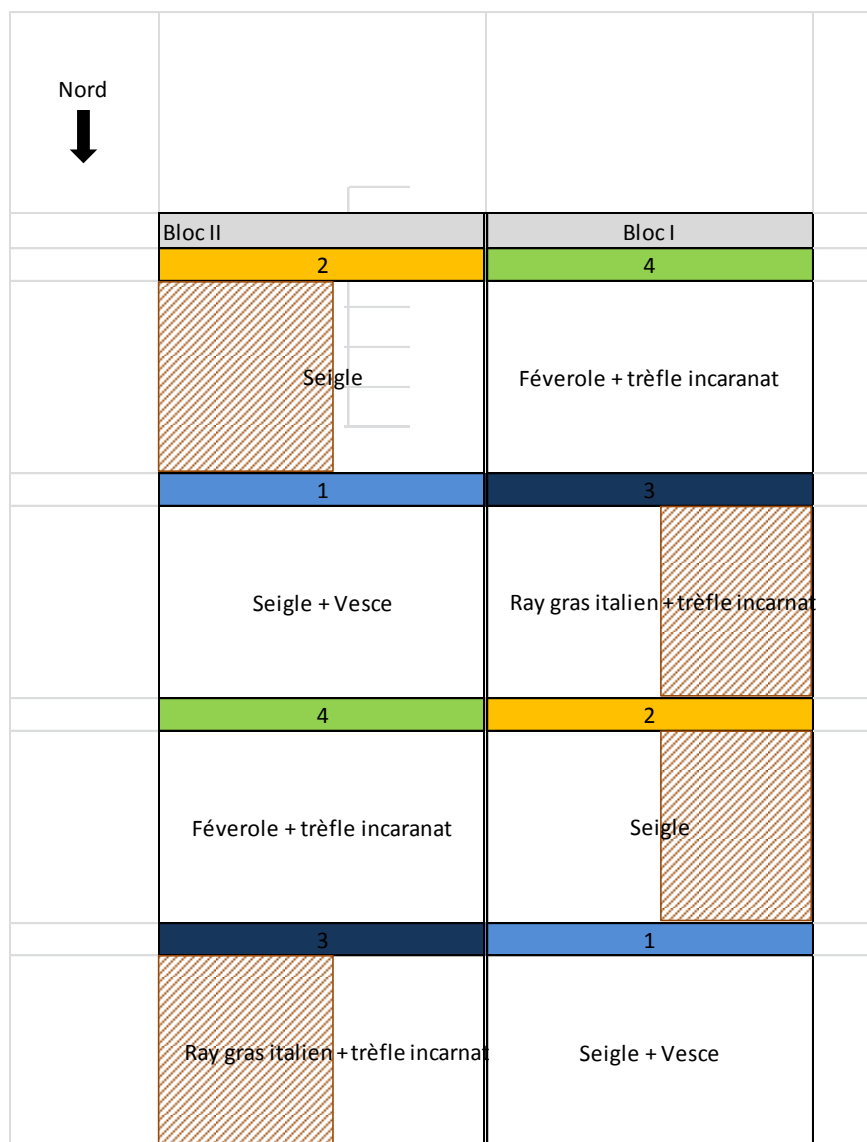 Nord
Bloc II
Bloc I
2
4
Seigle
Féverole + trèfle incaranat
1
3
Seigle + Vesce
Ray gras italien + trèfle incarnat
4
2
Féverole + trèfle incaranat
Seigle
3
1
Ray gras italien + trèfle incarnat
Seigle + Vesce